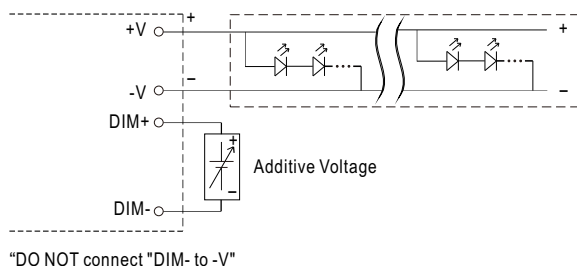 +V
+
-V
−
DIM+
DIM-
+
−
Additive Voltage
+
−
“DO NOT connect "DIM- to -V"